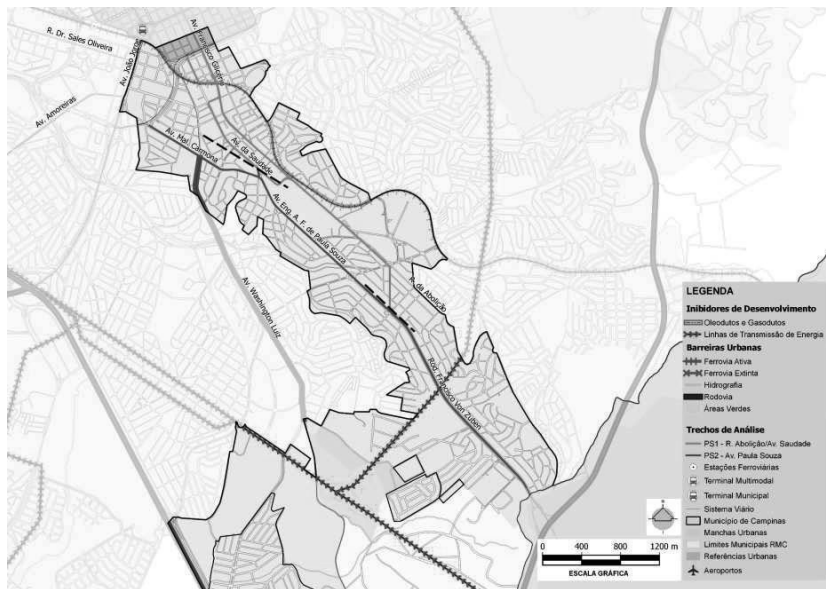 R. Dr. Sales Oliveira
Av. João Jorge
Av. Francisco Glicério
Av. Amoreiras
Av. Mal. Carmona
Av. da Saudade
Av. Eng. A. F. de Paula Souza
Av. Washington Luiz
R. da Abolição
Rod. Francisco Von Zuben
LEGENDA
Inibidores de Desenvolvimento
Oleodutos e Gasodutos
Linhas de Transmissão de Energia
Barreiras Urbanas
Ferrovia Ativa
Ferrovia Extinta
Hidrografia
Rodovia
Áreas Verdes
Trechos de Análise
PS1 - R. Abolição/Av. Saudade
PS2 - Av. Paula Souza
Estações Ferroviárias
Terminal Multimodal
Terminal Municipal
Sistema Viário
Município de Campinas
Manchas Urbanas
Limites Municipais RMC
Referências Urbanas
Aeroportos
0 400 800 1200 m
ESCALA GRÁFICA